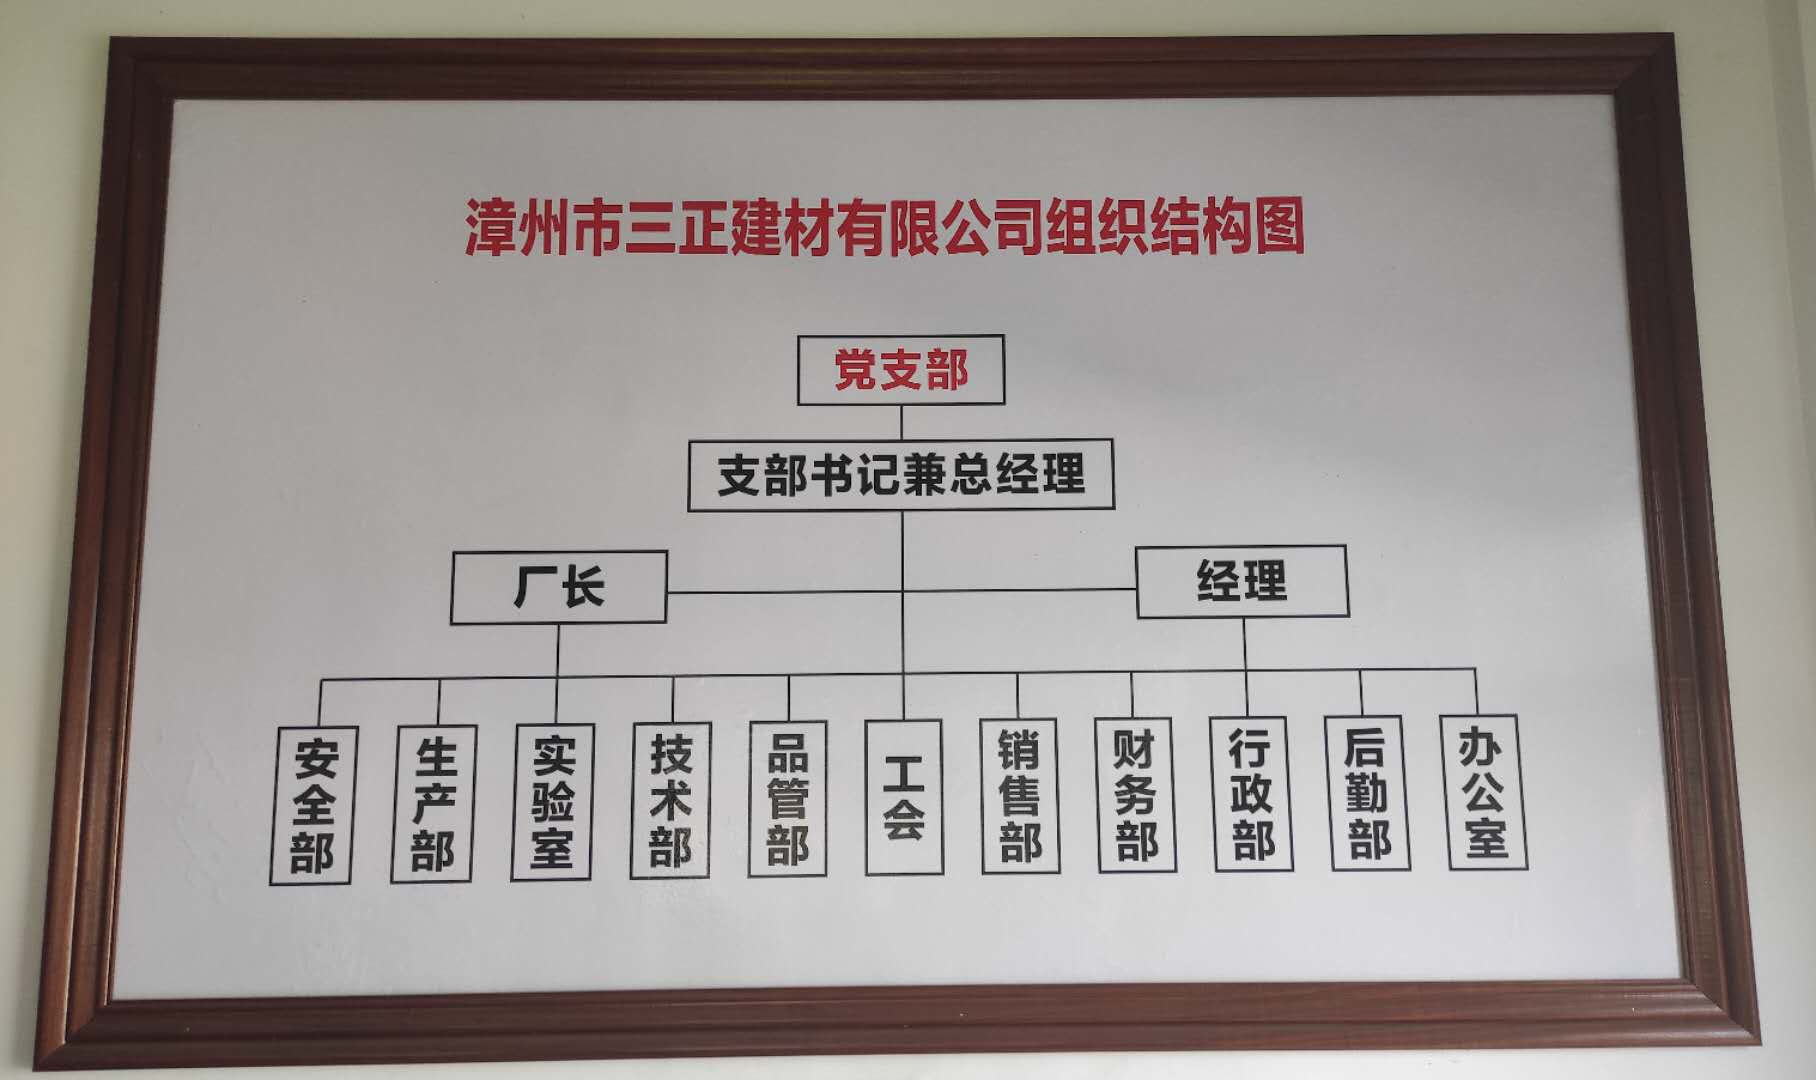 漳州市三正建材有限公司组织结构图
党支部
支部书记兼总经理
厂长
经理
安全部
生产部
实验室
技术部
品管部
工会
销售部
财务部
行政部
后勤部
办公室